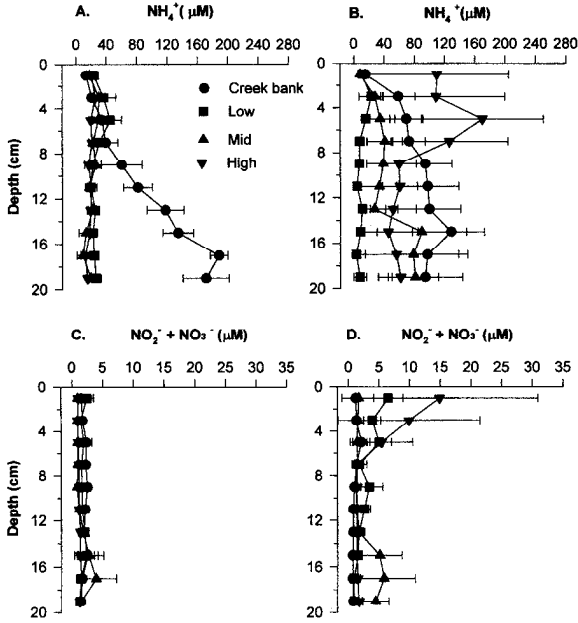 A. NH₄⁺( μM)
0 40 80 120 160 200 240 280
B. NH₄⁺ (μM)
0 40 80 120 160 200 240 280
Depth (cm)
0
4
8
12
16
20
Creek bank
Low
Mid
High
0
4
8
12
16
20
C. NO₂⁻ + NO₃⁻ (μM)
0 5 10 15 20 25 30 35
D. NO₂⁻ + NO₃⁻ (μM)
0 5 10 15 20 25 30 35
Depth (cm)
0
4
8
12
16
20
0
4
8
12
16
20